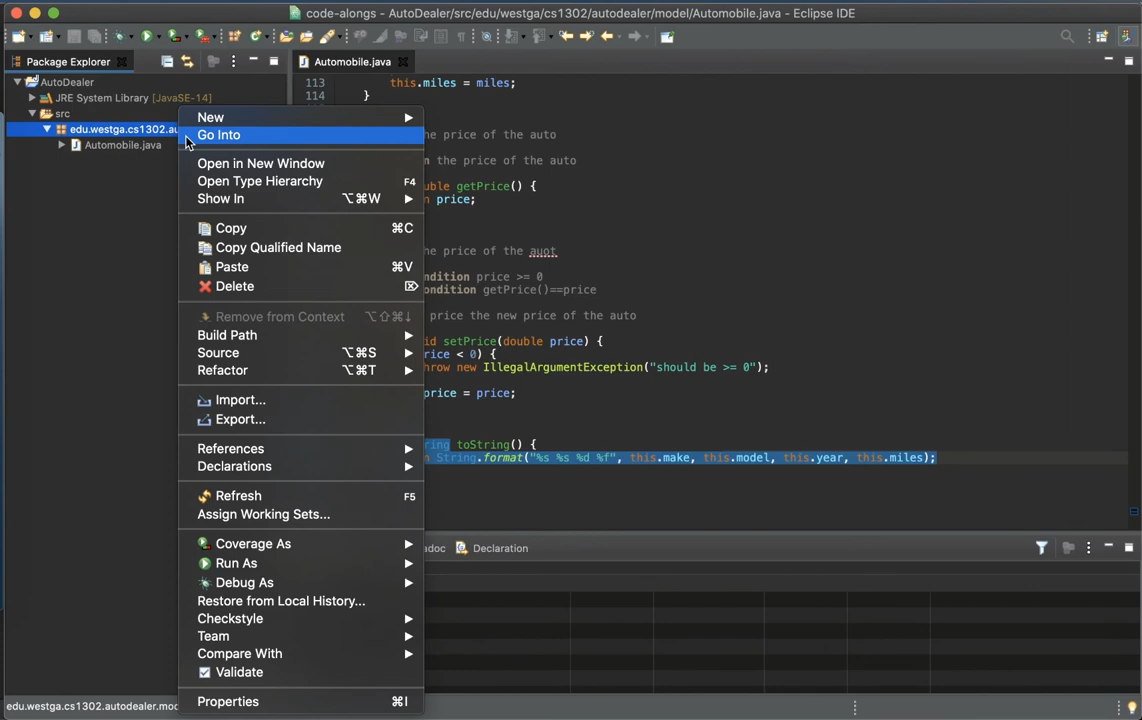 code-alongs - AutoDealer/src/edu/westga/cs1302/autodealer/model/Automobile.java - Eclipse IDE
Package Explorer
Automobile.java
AutoDealer
JRE System Library [JavaSE-14]
src
edu.westga.cs1302.au
Automobile.java
113 this.miles = miles;
114 }
he price of the auto
n the price of the auto
uble getPrice() {
n price;
he price of the auot
ndition price >= 0
ondition getPrice()==price
price the new price of the auto
id setPrice(double price) {
rice < 0) {
hrow new IllegalArgumentException("should be >= 0");
price = price;
ring toString() {
n String.format("%s %s %d %f", this.make, this.model, this.year, this.miles);
New
Go Into
Open in New Window
Open Type Hierarchy F4
Show In ⌥⌘W
Copy ⌘C
Copy Qualified Name
Paste ⌘V
Delete ⌦
Remove from Context ⌥⇧⌘↓
Build Path
Source ⌥⌘S
Refactor ⌥⌘T
Import...
Export...
References
Declarations
Refresh F5
Assign Working Sets...
Coverage As
Run As
Debug As
Restore from Local History...
Checkstyle
Team
Compare With
Validate
Properties ⌘I
adoc
Declaration
edu.westga.cs1302.autodealer.mod